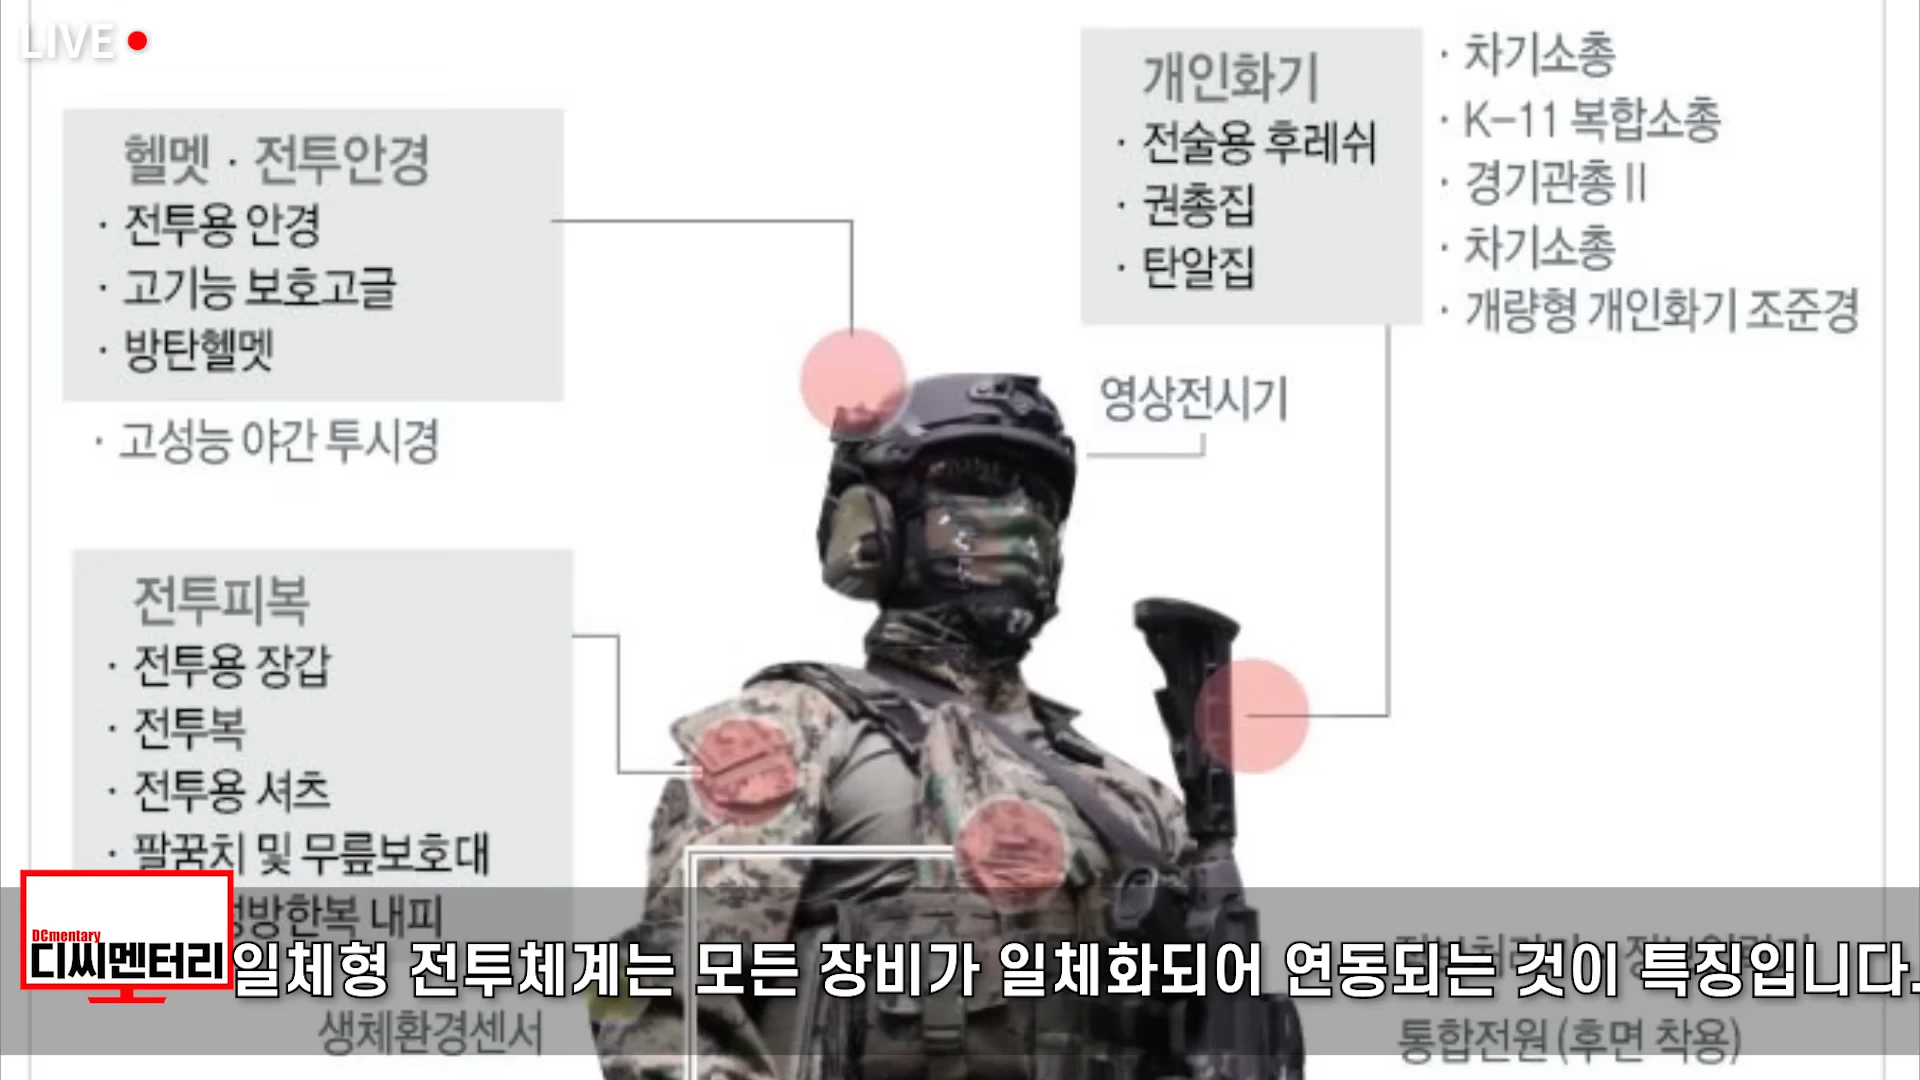 LIVE
헬멧 · 전투안경
· 전투용 안경
· 고기능 보호고글
· 방탄헬멧
· 고성능 야간 투시경
개인화기
· 전술용 후레쉬
· 권총집
· 탄알집
· 차기소총
· K-11 복합소총
· 경기관총Ⅱ
· 차기소총
· 개량형 개인화기 조준경
영상전시기
전투피복
· 전투용 장갑
· 전투복
· 전투용 셔츠
· 팔꿈치 및 무릎보호대
내피
DCmentary
디씨멘터리
일체형 전투체계는 모든 장비가 일체화되어 연동되는 것이 특징입니다.
생체환경센서
통합전원(후면 착용)